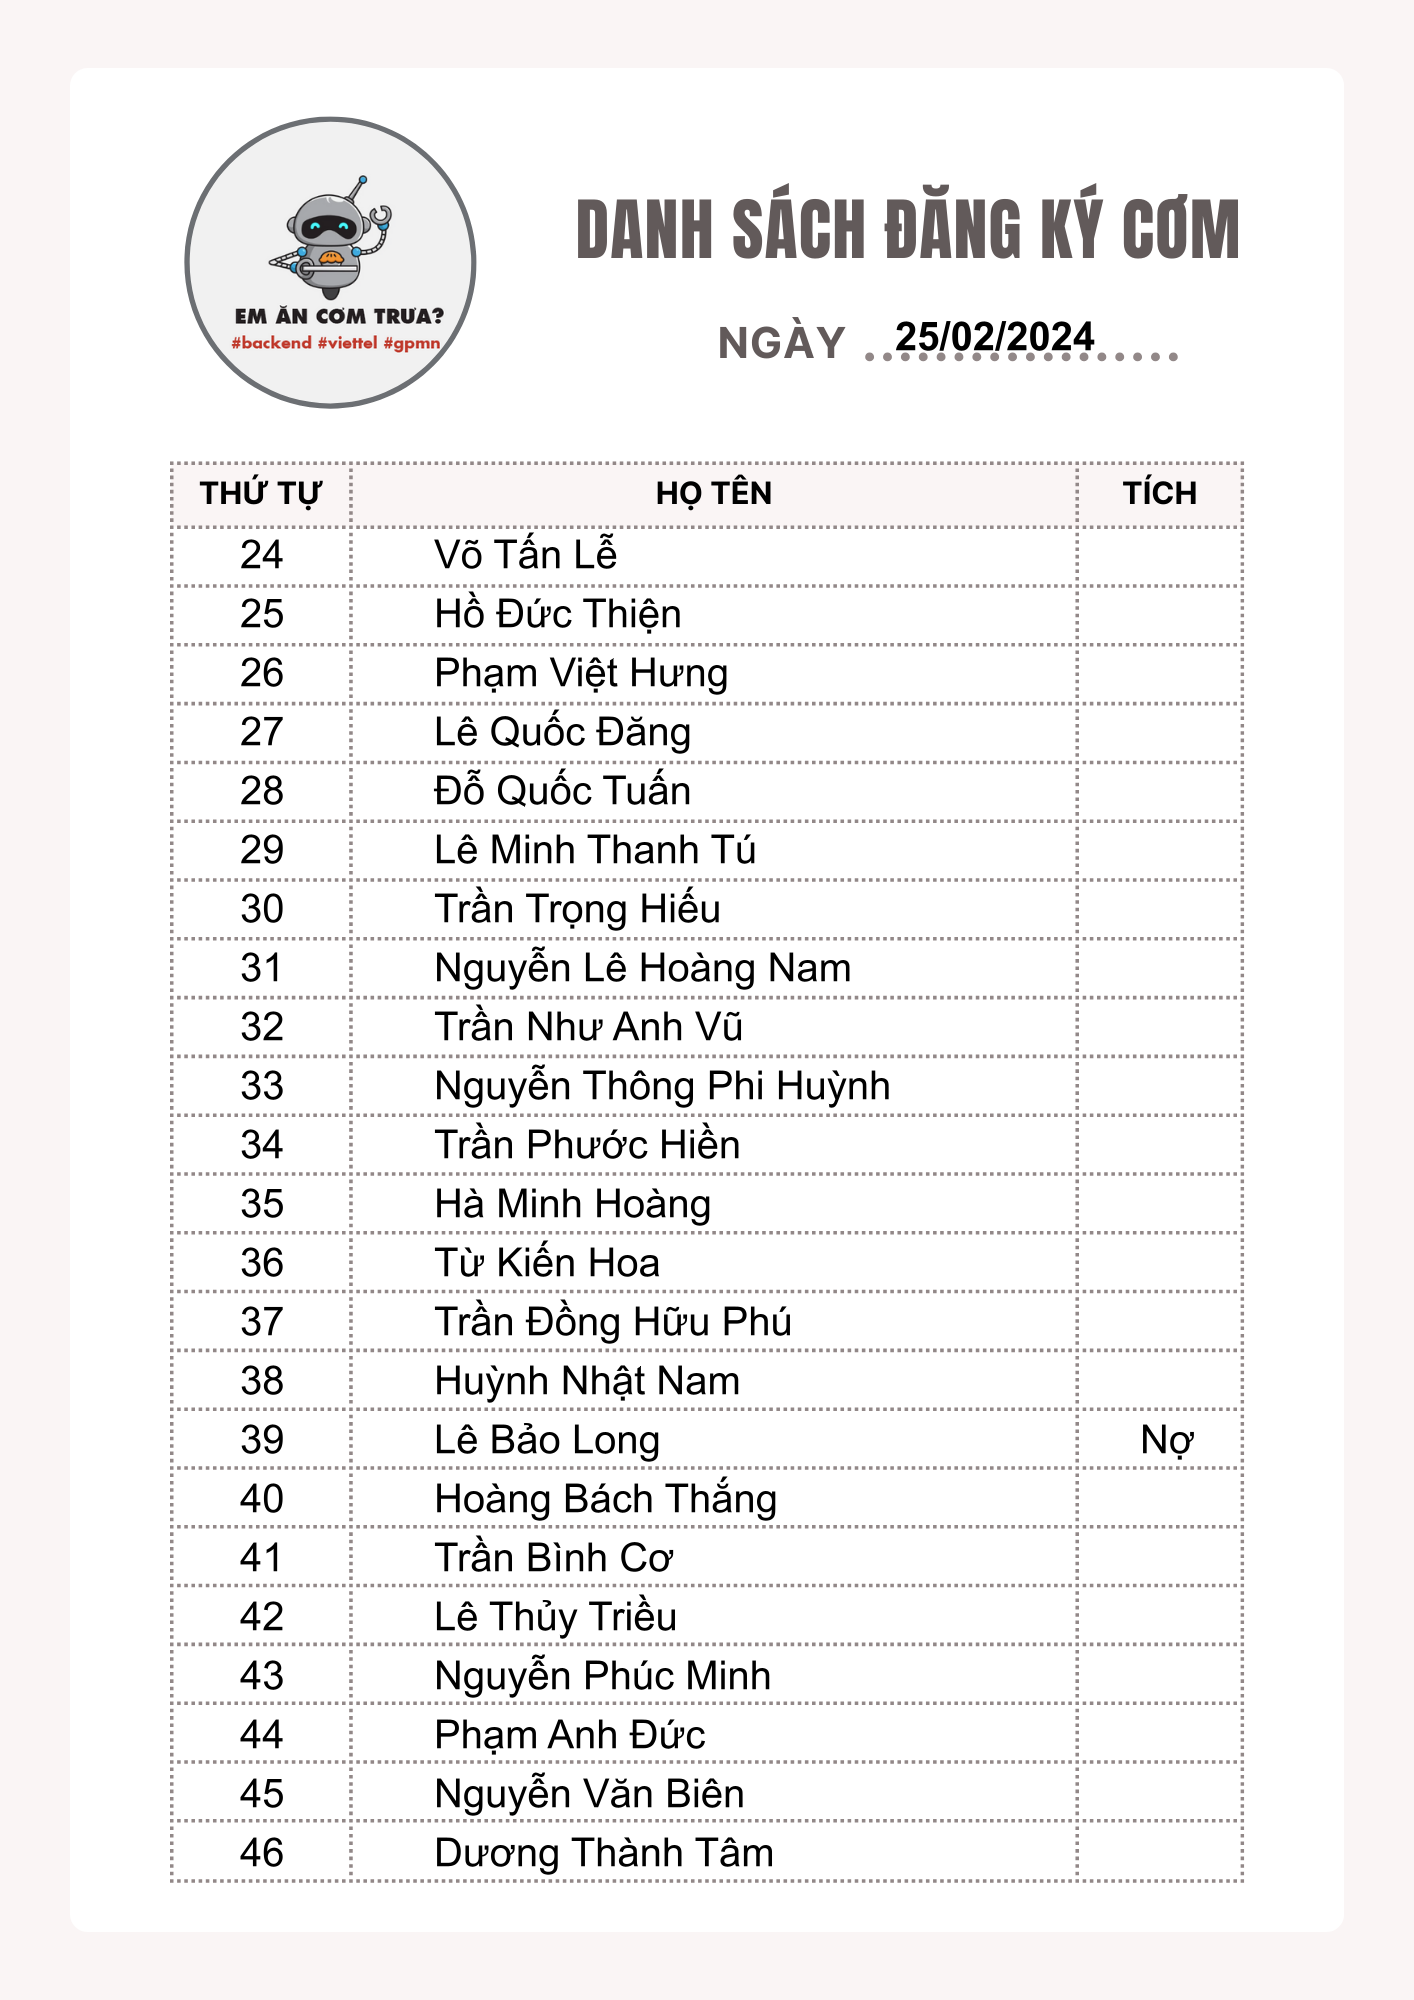 EM ĂN CƠM TRƯA?
#backend #viettel #gpmn
DANH SÁCH ĐĂNG KÝ CƠM
NGÀY 25/02/2024
THỨ TỰ HỌ TÊN TÍCH
24 Võ Tấn Lễ
25 Hồ Đức Thiện
26 Phạm Việt Hưng
27 Lê Quốc Đăng
28 Đỗ Quốc Tuấn
29 Lê Minh Thanh Tú
30 Trần Trọng Hiếu
31 Nguyễn Lê Hoàng Nam
32 Trần Như Anh Vũ
33 Nguyễn Thông Phi Huỳnh
34 Trần Phước Hiền
35 Hà Minh Hoàng
36 Từ Kiến Hoa
37 Trần Đồng Hữu Phú
38 Huỳnh Nhật Nam
39 Lê Bảo Long Nợ
40 Hoàng Bách Thắng
41 Trần Bình Cơ
42 Lê Thủy Triều
43 Nguyễn Phúc Minh
44 Phạm Anh Đức
45 Nguyễn Văn Biên
46 Dương Thành Tâm